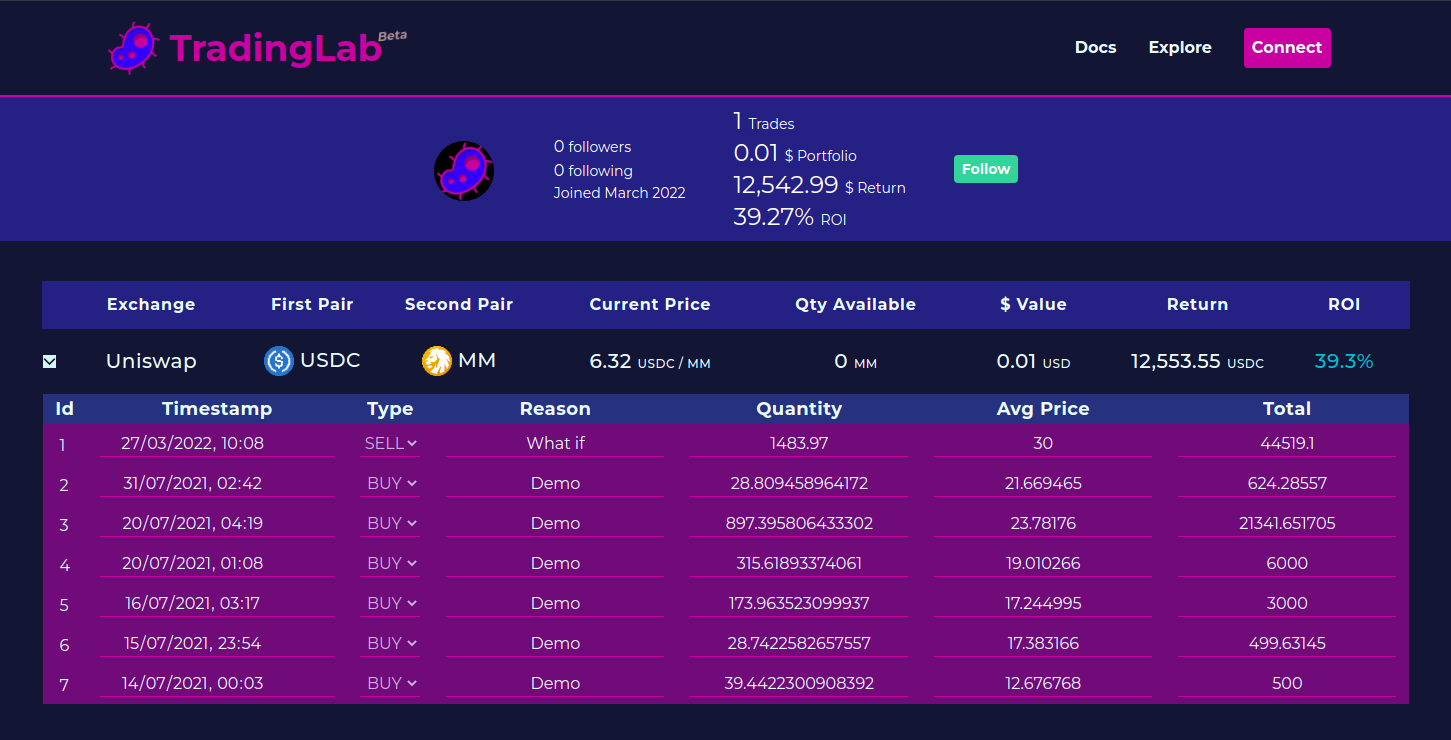 TradingLab Beta
Docs Explore Connect
0 followers
0 following
Joined March 2022
1 Trades
0.01 $ Portfolio
12,542.99 $ Return
39.27% ROI
Follow
Exchange First Pair Second Pair Current Price Qty Available $ Value Return ROI
Uniswap USDC MM 6.32 USDC / MM 0 MM 0.01 USD 12,553.55 USDC 39.3%
Id Timestamp Type Reason Quantity Avg Price Total
1 27/03/2022, 10:08 SELL What if 1483.97 30 44519.1
2 31/07/2021, 02:42 BUY Demo 28.809458964172 21.669465 624.28557
3 20/07/2021, 04:19 BUY Demo 897.395806433302 23.78176 21341.651705
4 20/07/2021, 01:08 BUY Demo 315.61893374061 19.010266 6000
5 16/07/2021, 03:17 BUY Demo 173.963523099937 17.244995 3000
6 15/07/2021, 23:54 BUY Demo 28.7422582657557 17.383166 499.63145
7 14/07/2021, 00:03 BUY Demo 39.4422300908392 12.676768 500